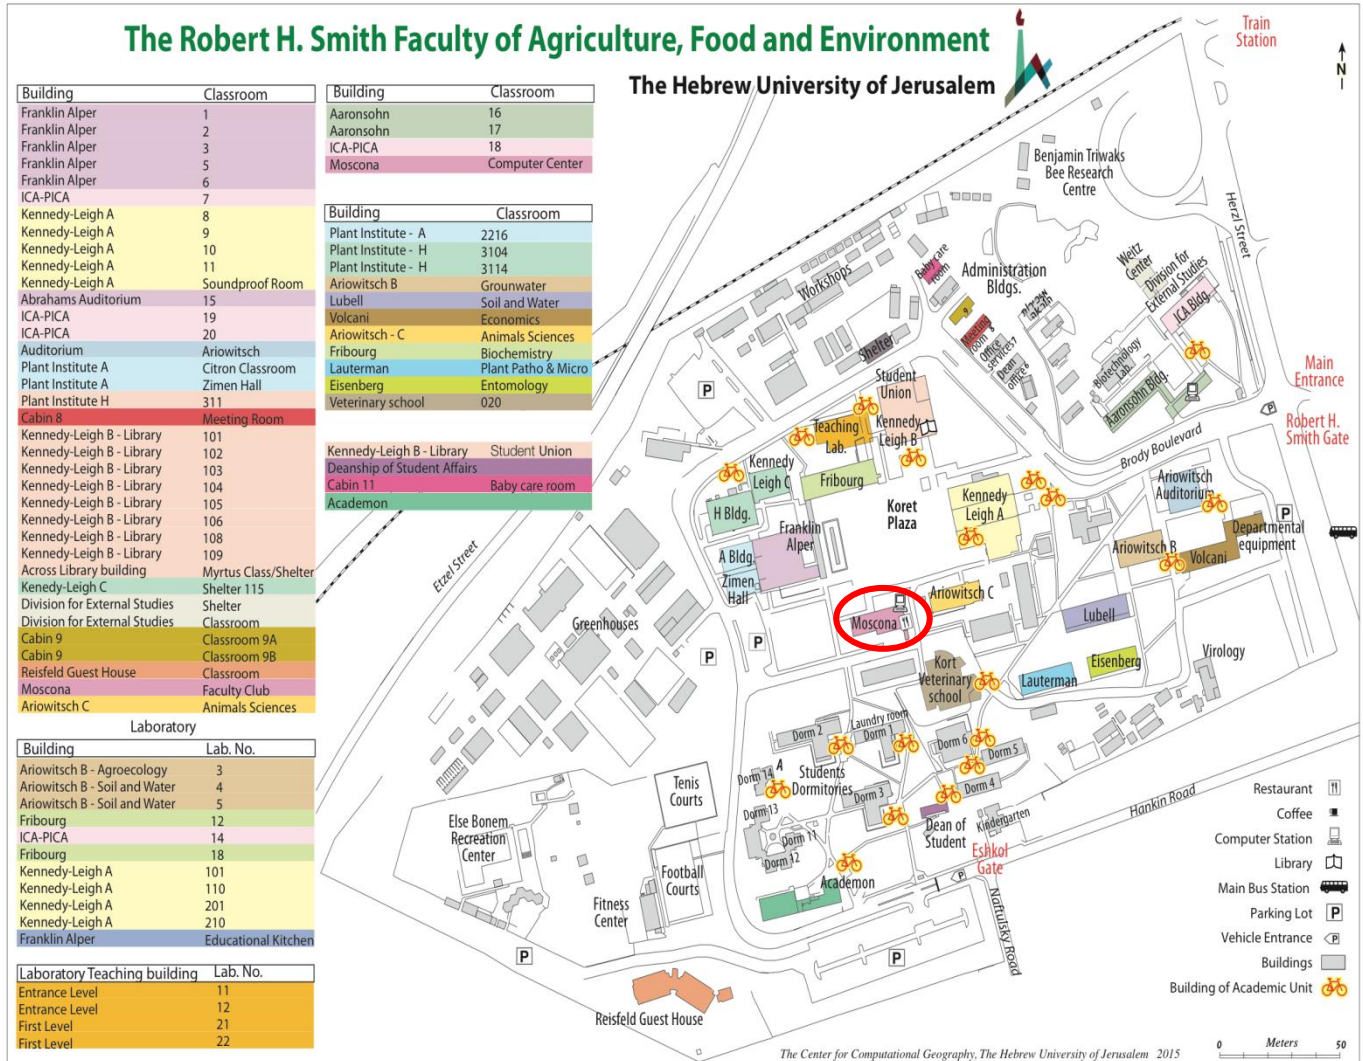 The Robert H. Smith Faculty of Agriculture, Food and Environment
The Hebrew University of Jerusalem
Building Classroom
Franklin Alper 1
Franklin Alper 2
Franklin Alper 3
Franklin Alper 5
Franklin Alper 6
ICA-PICA 7
Kennedy-Leigh A 8
Kennedy-Leigh A 9
Kennedy-Leigh A 10
Kennedy-Leigh A 11
Kennedy-Leigh A Soundproof Room
Abrahams Auditorium 15
ICA-PICA 19
ICA-PICA 20
Auditorium Ariowitsch
Plant Institute A Citron Classroom
Plant Institute A Zimen Hall
Plant Institute H 311
Cabin 8 Meeting Room
Kennedy-Leigh B - Library 101
Kennedy-Leigh B - Library 102
Kennedy-Leigh B - Library 103
Kennedy-Leigh B - Library 104
Kennedy-Leigh B - Library 105
Kennedy-Leigh B - Library 106
Kennedy-Leigh B - Library 108
Kennedy-Leigh B - Library 109
Across Library building Myrtus Class/Shelter
Kenedy-Leigh C Shelter 115
Division for External Studies Shelter
Division for External Studies Classroom
Cabin 9 Classroom 9A
Cabin 9 Classroom 9B
Reisfeld Guest House Classroom
Moscona Faculty Club
Ariowitsch C Animals Sciences
Laboratory
Building Lab. No.
Ariowitsch B - Agroecology 3
Ariowitsch B - Soil and Water 4
Ariowitsch B - Soil and Water 5
Fribourg 12
ICA-PICA 14
Fribourg 18
Kennedy-Leigh A 101
Kennedy-Leigh A 110
Kennedy-Leigh A 201
Kennedy-Leigh A 210
Franklin Alper Educational Kitchen
Laboratory Teaching building Lab. No.
Entrance Level 11
Entrance Level 12
First Level 21
First Level 22
Building Classroom
Aaronsohn 16
Aaronsohn 17
ICA-PICA 18
Moscona Computer Center
Building Classroom
Plant Institute - A 2216
Plant Institute - H 3104
Plant Institute - H 3114
Ariowitsch B Grounwater
Lubell Soil and Water
Volcani Economics
Ariowitsch - C Animals Sciences
Fribourg Biochemistry
Lauterman Plant Patho & Micro
Eisenberg Entomology
Veterinary school 020
Kennedy-Leigh B - Library Student Union
Deanship of Student Affairs
Cabin 11 Baby care room
Academon
Train
Station
N
Benjamin Triwaks
Bee Research
Centre
Herzl Street
Weitz
Center
Division for
External Studies
ICA Bldg.
Baby care
room
Administration
Bldgs.
Workshops
9
Meeting
room 8
Office
services 7
Dean
office 6
Shelter
Biotechnology
Lab.
Aaronsohn Bldg.
Main
Entrance
P
Robert H.
Smith Gate
P
Student
Union
Kennedy
Leigh B
Teaching
Lab.
Brody Boulevard
Kennedy
Leigh C
Fribourg
Koret
Plaza
Kennedy
Leigh A
Ariowitsch
Auditorium
P
Departmental
equipment
H Bldg.
Franklin
Alper
Ariowitsch B
Volcani
A Bldg.
Zimen
Hall
Etzel Street
Ariowitsch C
Moscona
Lubell
Greenhouses
P
P
Kort
Veterinary
school
Eisenberg
Lauterman
Virology
Laundry room
Dorm 2
Dorm 1
Dorm 6
Dorm 5
A
Dorm 14
Students
Dormitories
Dorm 4
Dorm 3
Dorm 13
Dorm 11
Dorm 12
Tenis
Courts
Dean of
Student
Kindergarten
Hankin Road
Else Bonem
Recreation
Center
Eshkol
Gate
P
Football
Courts
Academon
Fitness
Center
Naftulsky Road
P
P
Reisfeld Guest House
Restaurant
Coffee
Computer Station
Library
Main Bus Station
Parking Lot P
Vehicle Entrance P
Buildings
Building of Academic Unit
0 Meters 50
The Center for Computational Geography, The Hebrew University of Jerusalem 2015